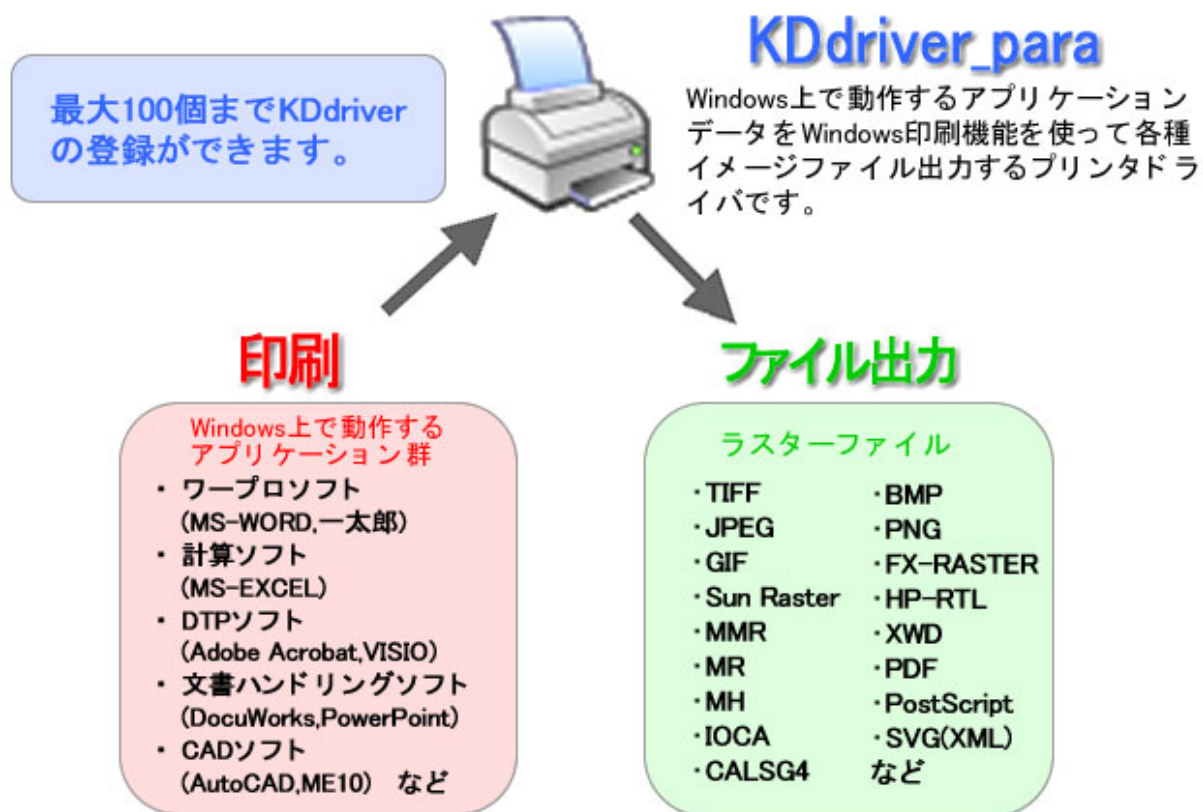 最大100個までKDdriver
の登録ができます。
KDdriver_para
Windows上で動作するアプリケーション
データをWindows印刷機能を使って各種
イメージファイル出力するプリンタドラ
イバです。
印刷
Windows上で動作する
アプリケーション群
・ ワープロソフト
(MS-WORD,一太郎)
・ 計算ソフト
(MS-EXCEL)
・ DTPソフト
(Adobe Acrobat,VISIO)
・ 文書ハンドリングソフト
(DocuWorks,PowerPoint)
・ CADソフト
(AutoCAD,ME10) など
ファイル出力
ラスターファイル
・TIFF
・JPEG
・GIF
・Sun Raster
・MMR
・MR
・MH
・IOCA
・CALSG4
・BMP
・PNG
・FX-RASTER
・HP-RTL
・XWD
・PDF
・PostScript
・SVG(XML)
など